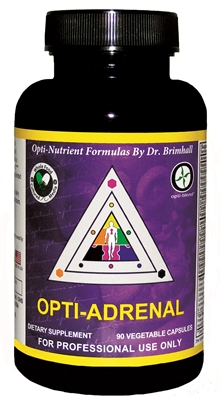 Opti-Nutrient Formulas By Dr. Brimhall
OPTI-ADRENAL
DIETARY SUPPLEMENT 90 VEGETABLE CAPSULES
FOR PROFESSIONAL USE ONLY